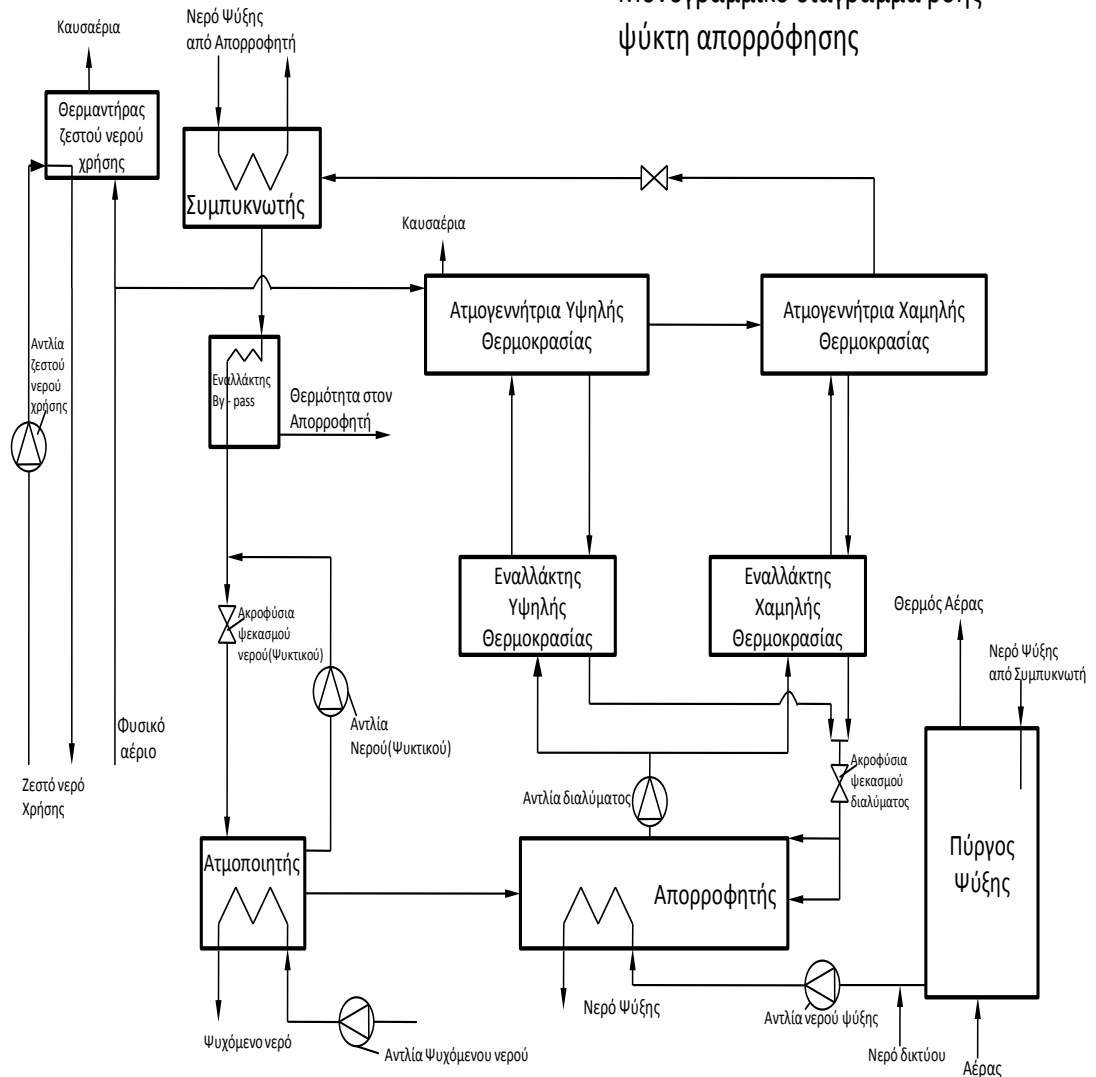 ψύκτη απορρόφησης
Καυσαέρια
Νερό Ψύξης
από Απορροφητή
Θερμαντήρας
ζεστού νερού
χρήσης
Συμπυκνωτής
Καυσαέρια
Ατμογεννήτρια Υψηλής
Θερμοκρασίας
Ατμογεννήτρια Χαμηλής
Θερμοκρασίας
Αντλία
ζεστού
νερού
χρήσης
Εναλλάκτης
By - pass
Θερμότητα στον
Απορροφητή
Εναλλάκτης
Υψηλής
Θερμοκρασίας
Εναλλάκτης
Χαμηλής
Θερμοκρασίας
Θερμός Αέρας
Νερό Ψύξης
από Συμπυκνωτή
Ακροφύσια
ψεκασμού
νερού(Ψυκτικού)
Αντλία
Νερού(Ψυκτικού)
Φυσικό
αέριο
Ζεστό νερό
Χρήσης
Αντλία διαλύματος
Ακροφύσια
ψεκασμού
διαλύματος
Ατμοποιητής
Απορροφητής
Πύργος
Ψύξης
Ψυχόμενο νερό
Αντλία Ψυχόμενου νερού
Νερό Ψύξης
Αντλία νερού ψύξης
Νερό δικτύου
Αέρας